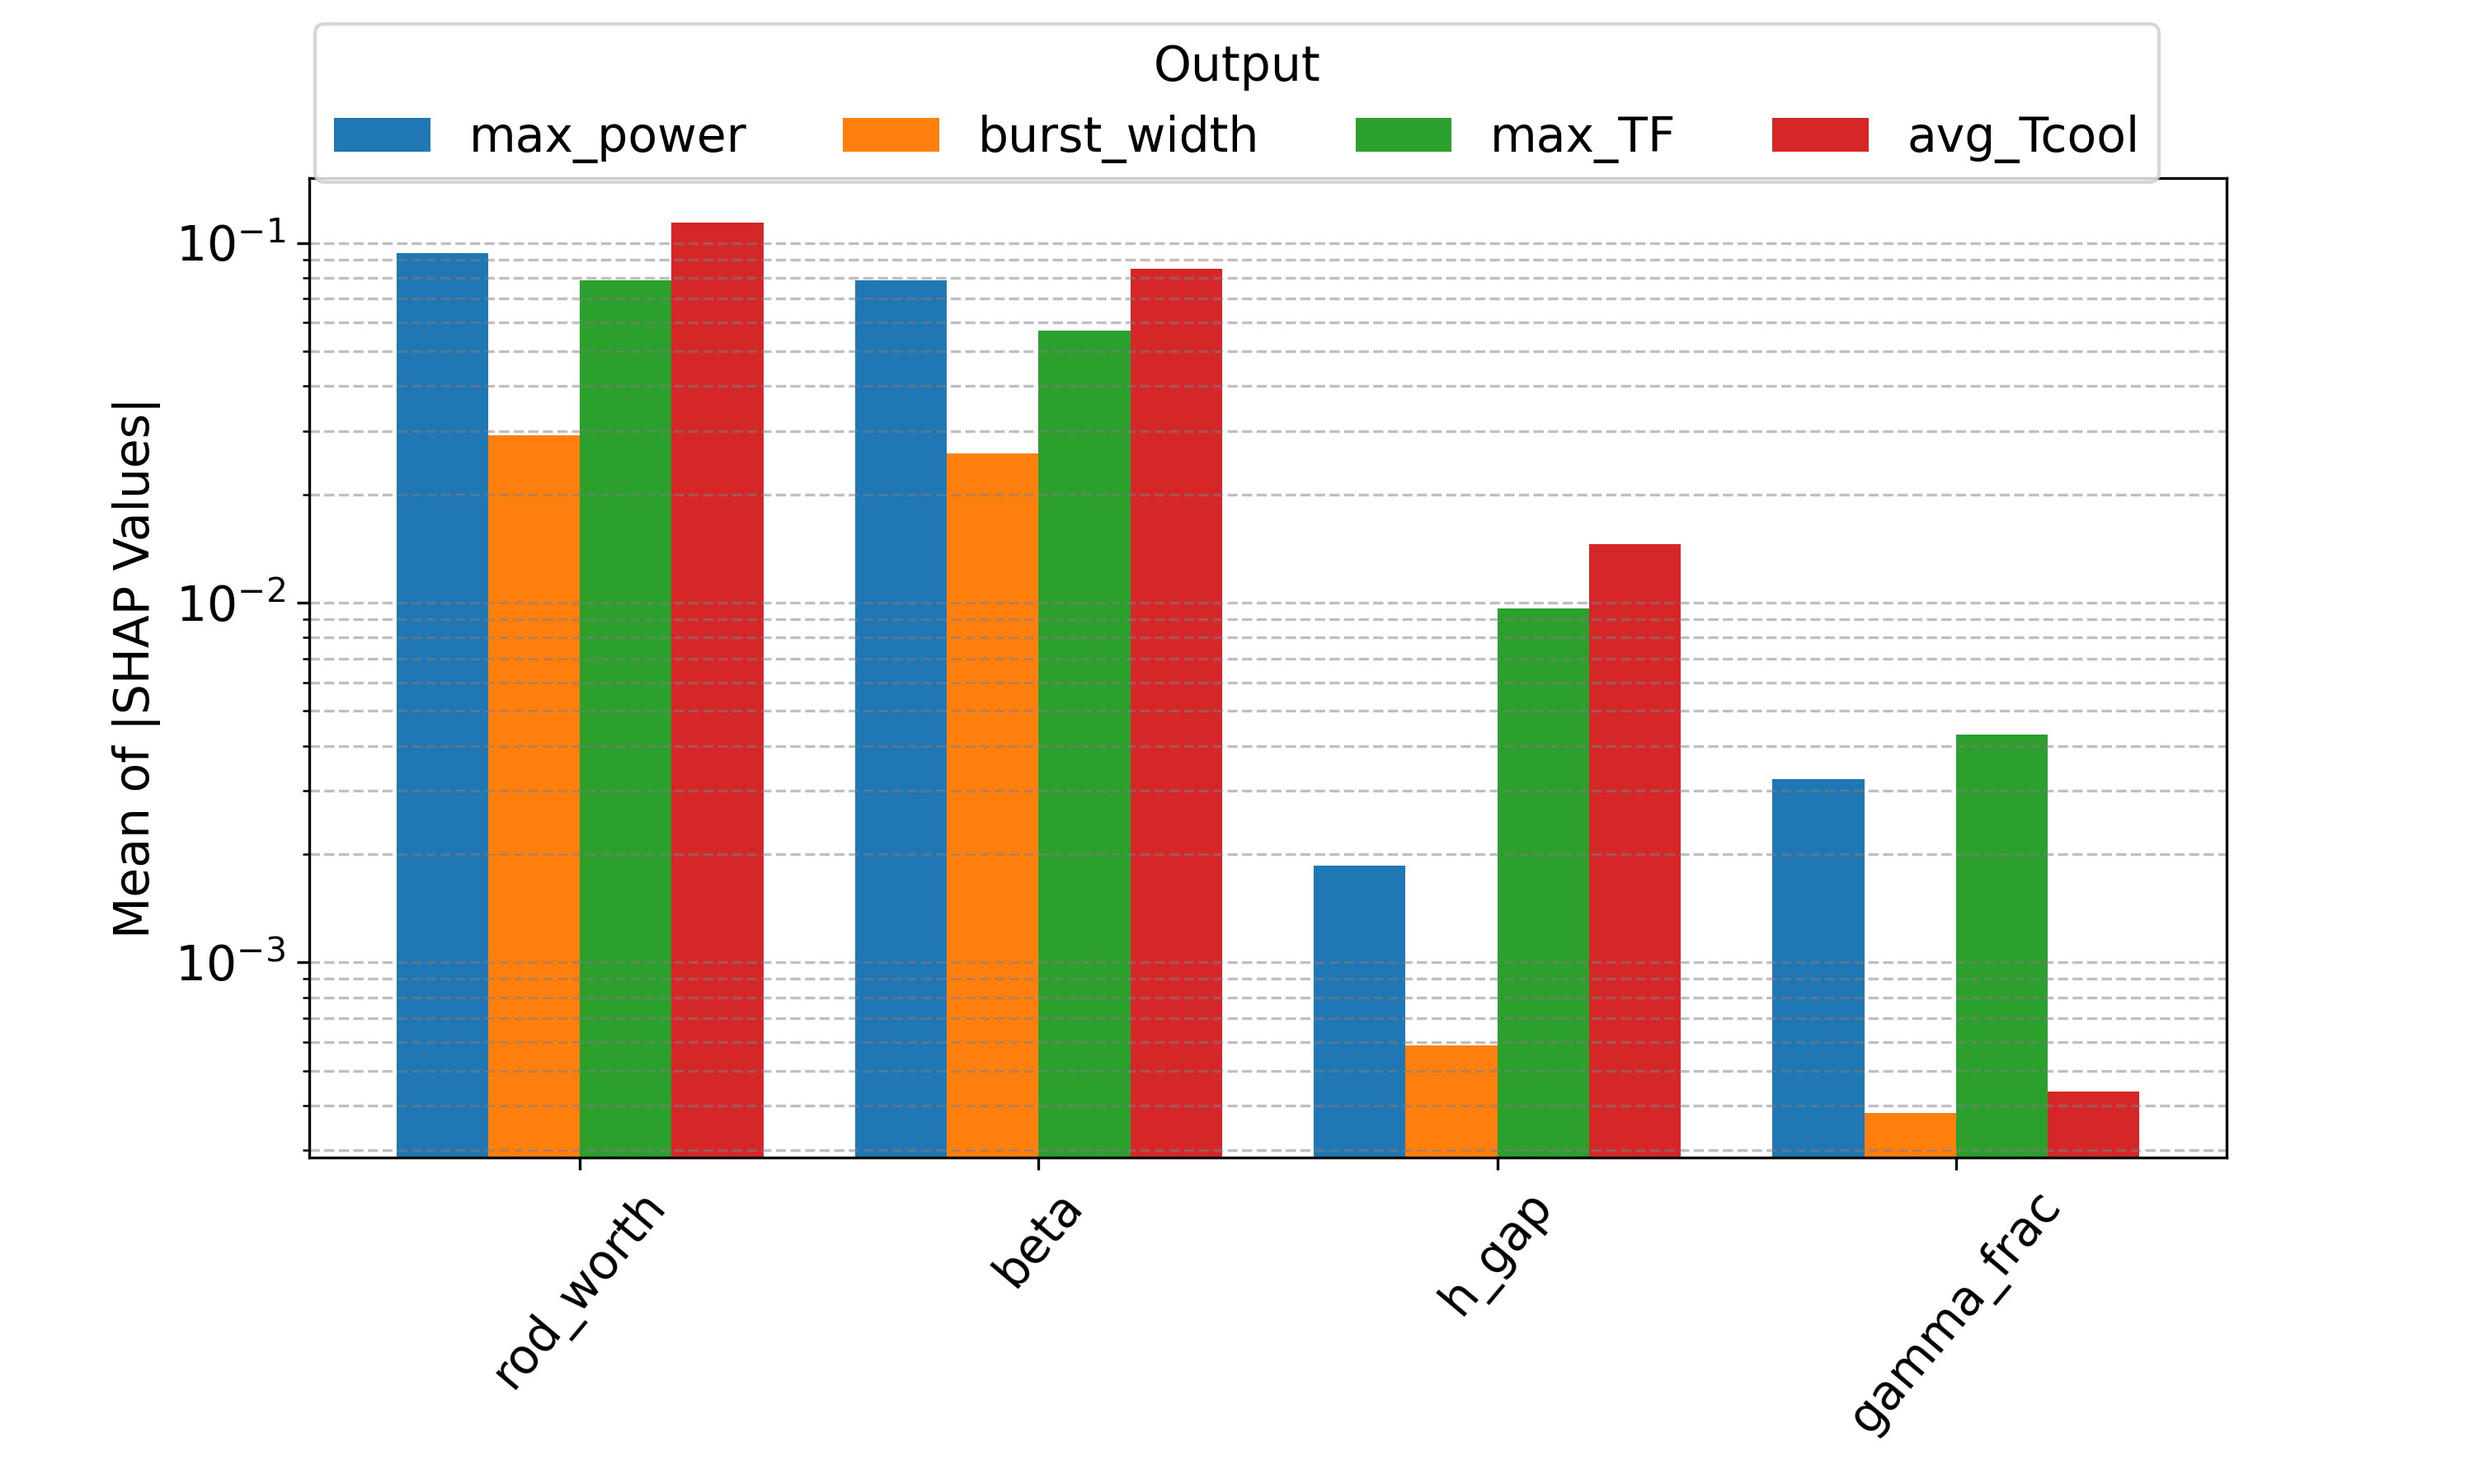 Output
max_power burst_width max_TF avg_Tcool
Mean of |SHAP Values|
10⁻¹
10⁻²
10⁻³
rod_worth beta h_gap gamma_frac